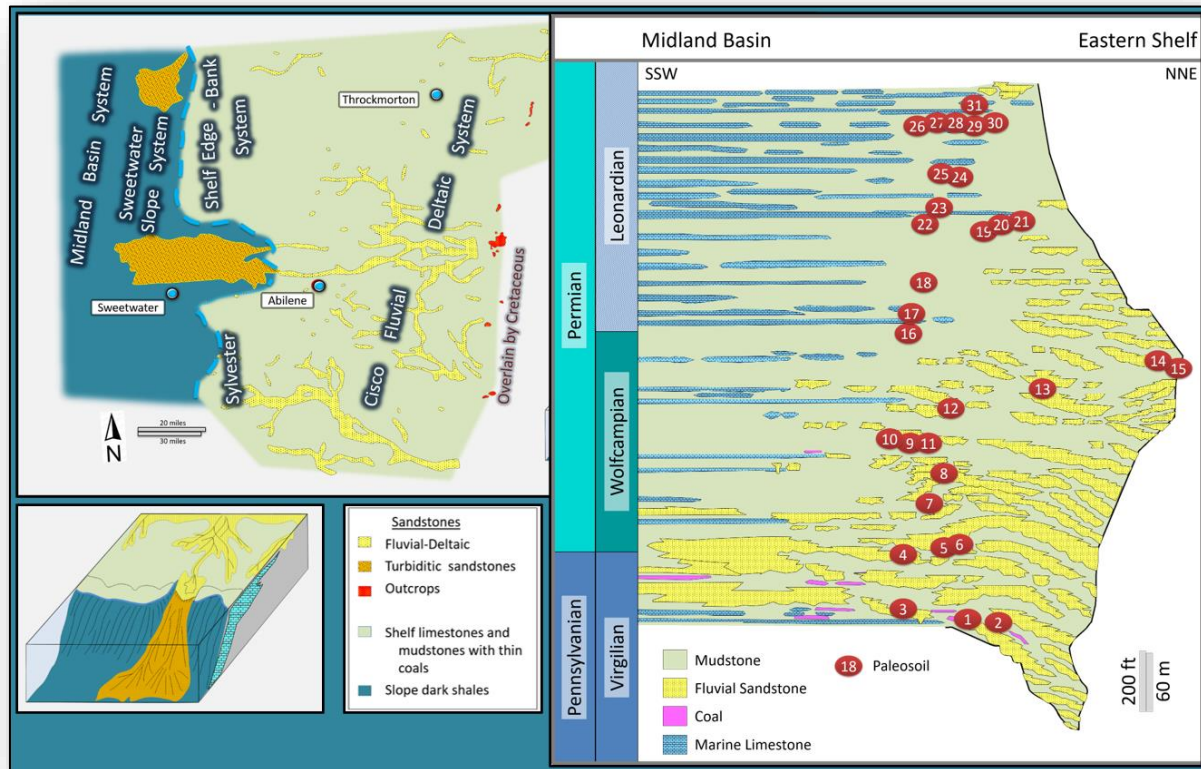 Midland Basin System
Sweetwater Slope System
Shelf Edge - Bank System
Throckmorton
Deltaic System
Sweetwater
Abilene
Sylvester
Cisco Fluvial
Overlain by Cretaceous
N
20 miles
30 miles
Sandstones
Fluvial-Deltaic
Turbiditic sandstones
Outcrops
Shelf limestones and
mudstones with thin
coals
Slope dark shales
Midland Basin
Eastern Shelf
SSW
NNE
Permian
Pennsylvanian
Leonardian
Wolfcampian
Virgilian
31
26 27 28 29 30
25 24
23
22 19 20 21
18
17
16
14 15
13
12
10 9 11
8
7
4 5 6
3
1 2
Mudstone
18 Paleosoil
Fluvial Sandstone
Coal
Marine Limestone
200 ft
60 m